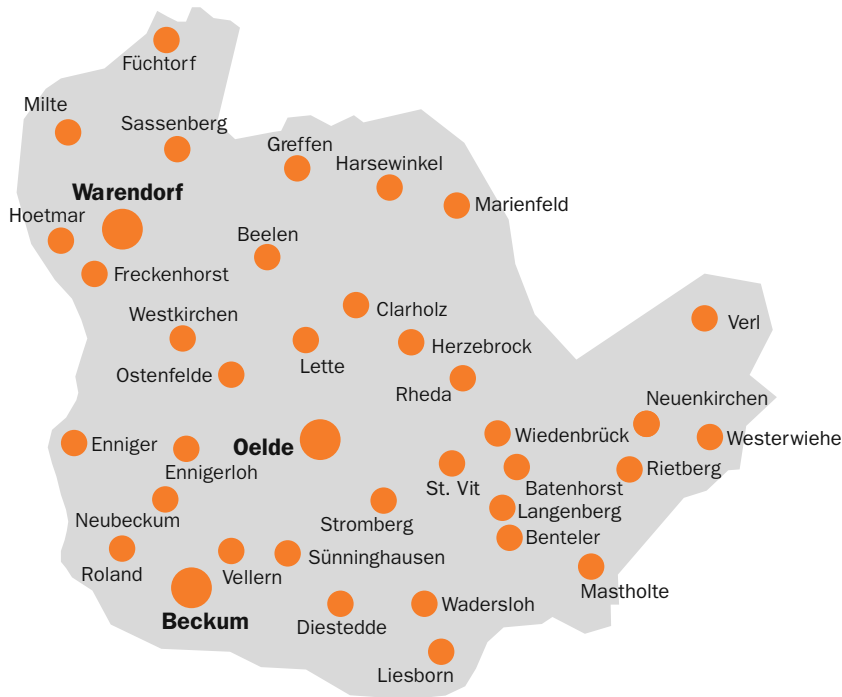 Füchtorf
Milte
Sassenberg
Greffen
Harsewinkel
Warendorf
Marienfeld
Hoetmar
Beelen
Freckenhorst
Clarholz
Westkirchen
Verl
Herzebrock
Lette
Ostenfelde
Rheda
Neuenkirchen
Wiedenbrück
Westerwiehe
Enniger
Oelde
Ennigerloh
Rietberg
St. Vit
Batenhorst
Langenberg
Neubeckum
Stromberg
Benteler
Sünninghausen
Roland
Vellern
Mastholte
Wadersloh
Beckum
Diestedde
Liesborn